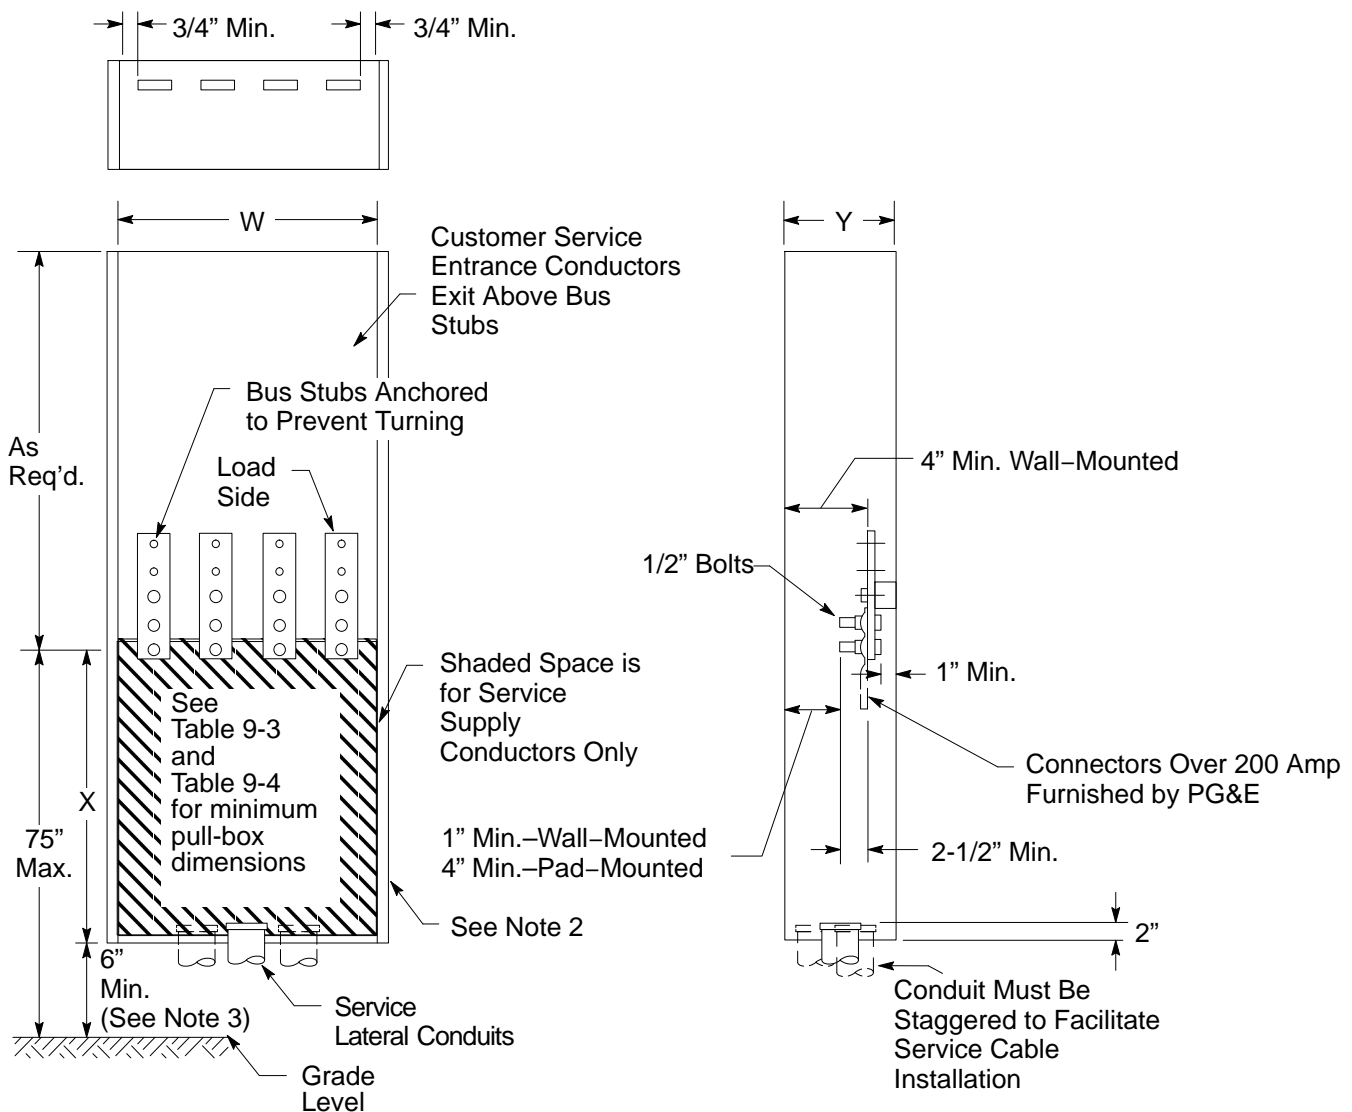 3/4” Min.
3/4” Min.
W
Customer Service
Entrance Conductors
Exit Above Bus
Stubs
Bus Stubs Anchored
to Prevent Turning
As
Req’d.
Load
Side
See
Table 9-3
and
Table 9-4
for minimum
pull-box
dimensions
Shaded Space is
for Service
Supply
Conductors Only
X
75”
Max.
See Note 2
6”
Min.
(See Note 3)
Service
Lateral Conduits
Grade
Level
Y
4” Min. Wall–Mounted
1/2” Bolts
1” Min.
Connectors Over 200 Amp
Furnished by PG&E
1” Min.–Wall–Mounted
4” Min.–Pad–Mounted
2-1/2” Min.
2”
Conduit Must Be
Staggered to Facilitate
Service Cable
Installation